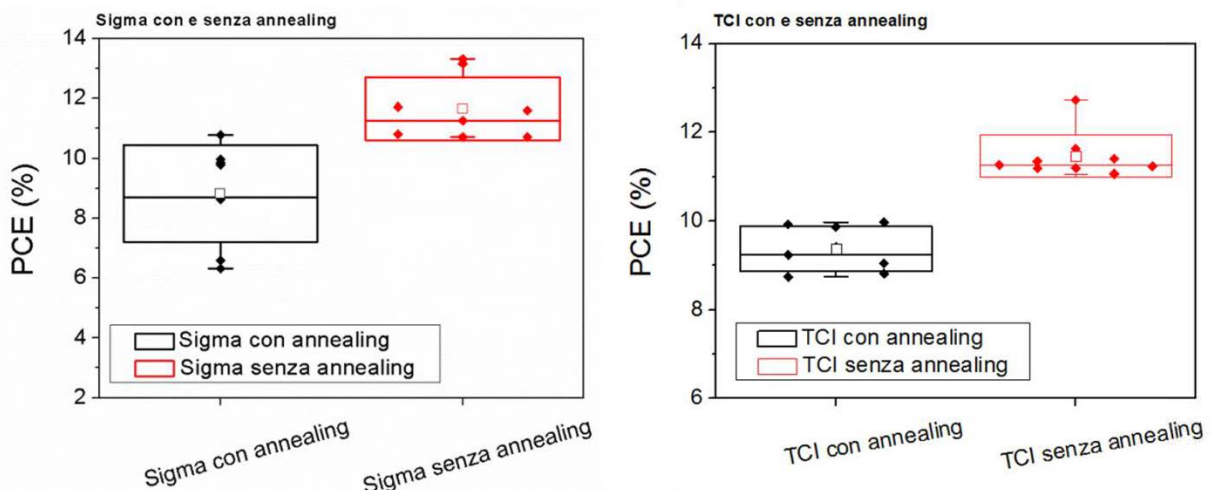 Sigma con e senza annealing
14
12
10
8
6
4
2
PCE (%)
Sigma con annealing
Sigma senza annealing
Sigma con annealing
Sigma senza annealing
TCI con e senza annealing
14
12
10
8
6
PCE (%)
TCI con annealing
TCI senza annealing
TCI con annealing
TCI senza annealing